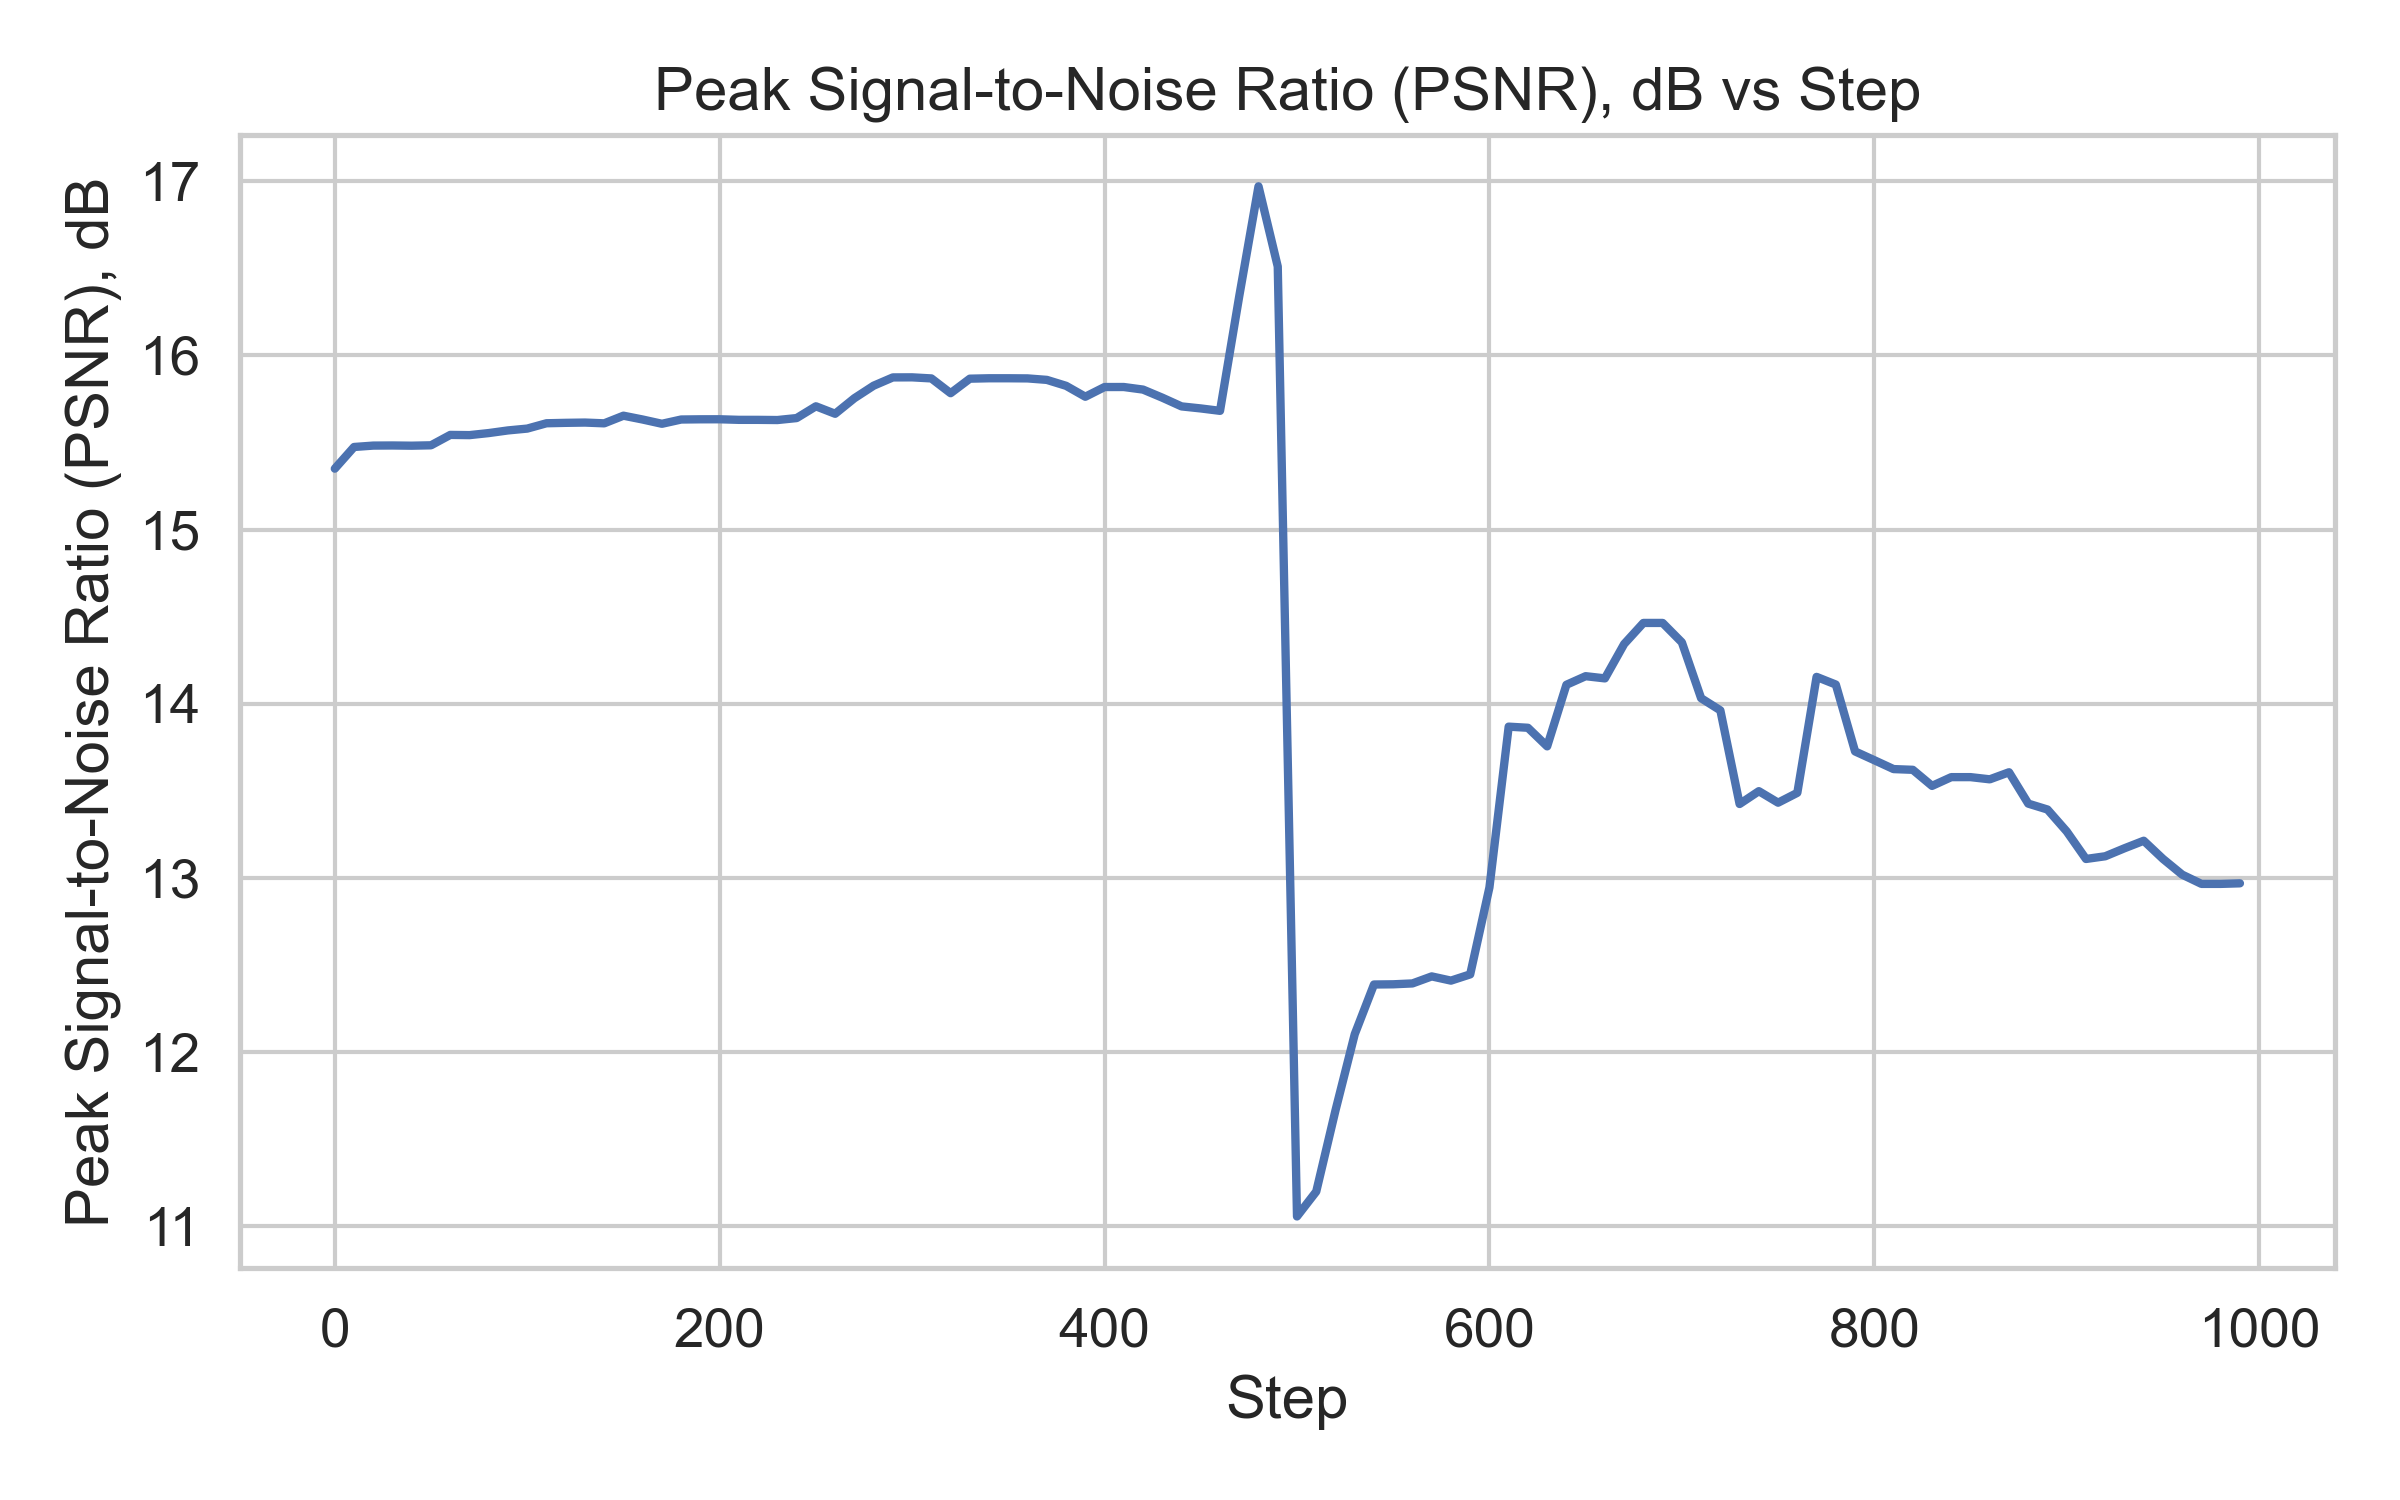 Peak Signal-to-Noise Ratio (PSNR), dB vs Step
Peak Signal-to-Noise Ratio (PSNR), dB
17
16
15
14
13
12
11
0 200 400 600 800 1000
Step